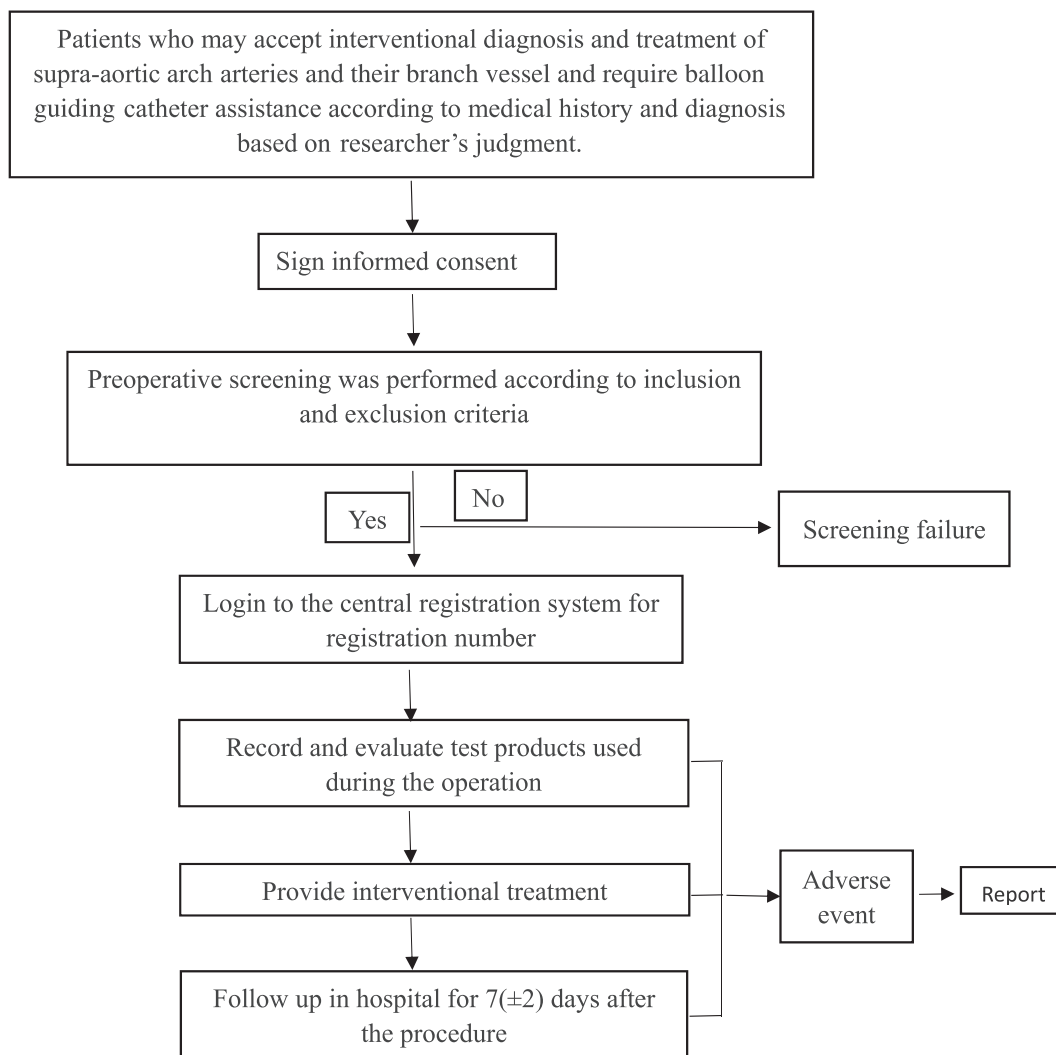 Patients who may accept interventional diagnosis and treatment of
supra-aortic arch arteries and their branch vessel and require balloon
guiding catheter assistance according to medical history and diagnosis
based on researcher’s judgment.
Sign informed consent
Preoperative screening was performed according to inclusion
and exclusion criteria
No
Yes
Screening failure
Login to the central registration system for
registration number
Record and evaluate test products used
during the operation
Provide interventional treatment
Adverse
event
Report
Follow up in hospital for 7(±2) days after
the procedure